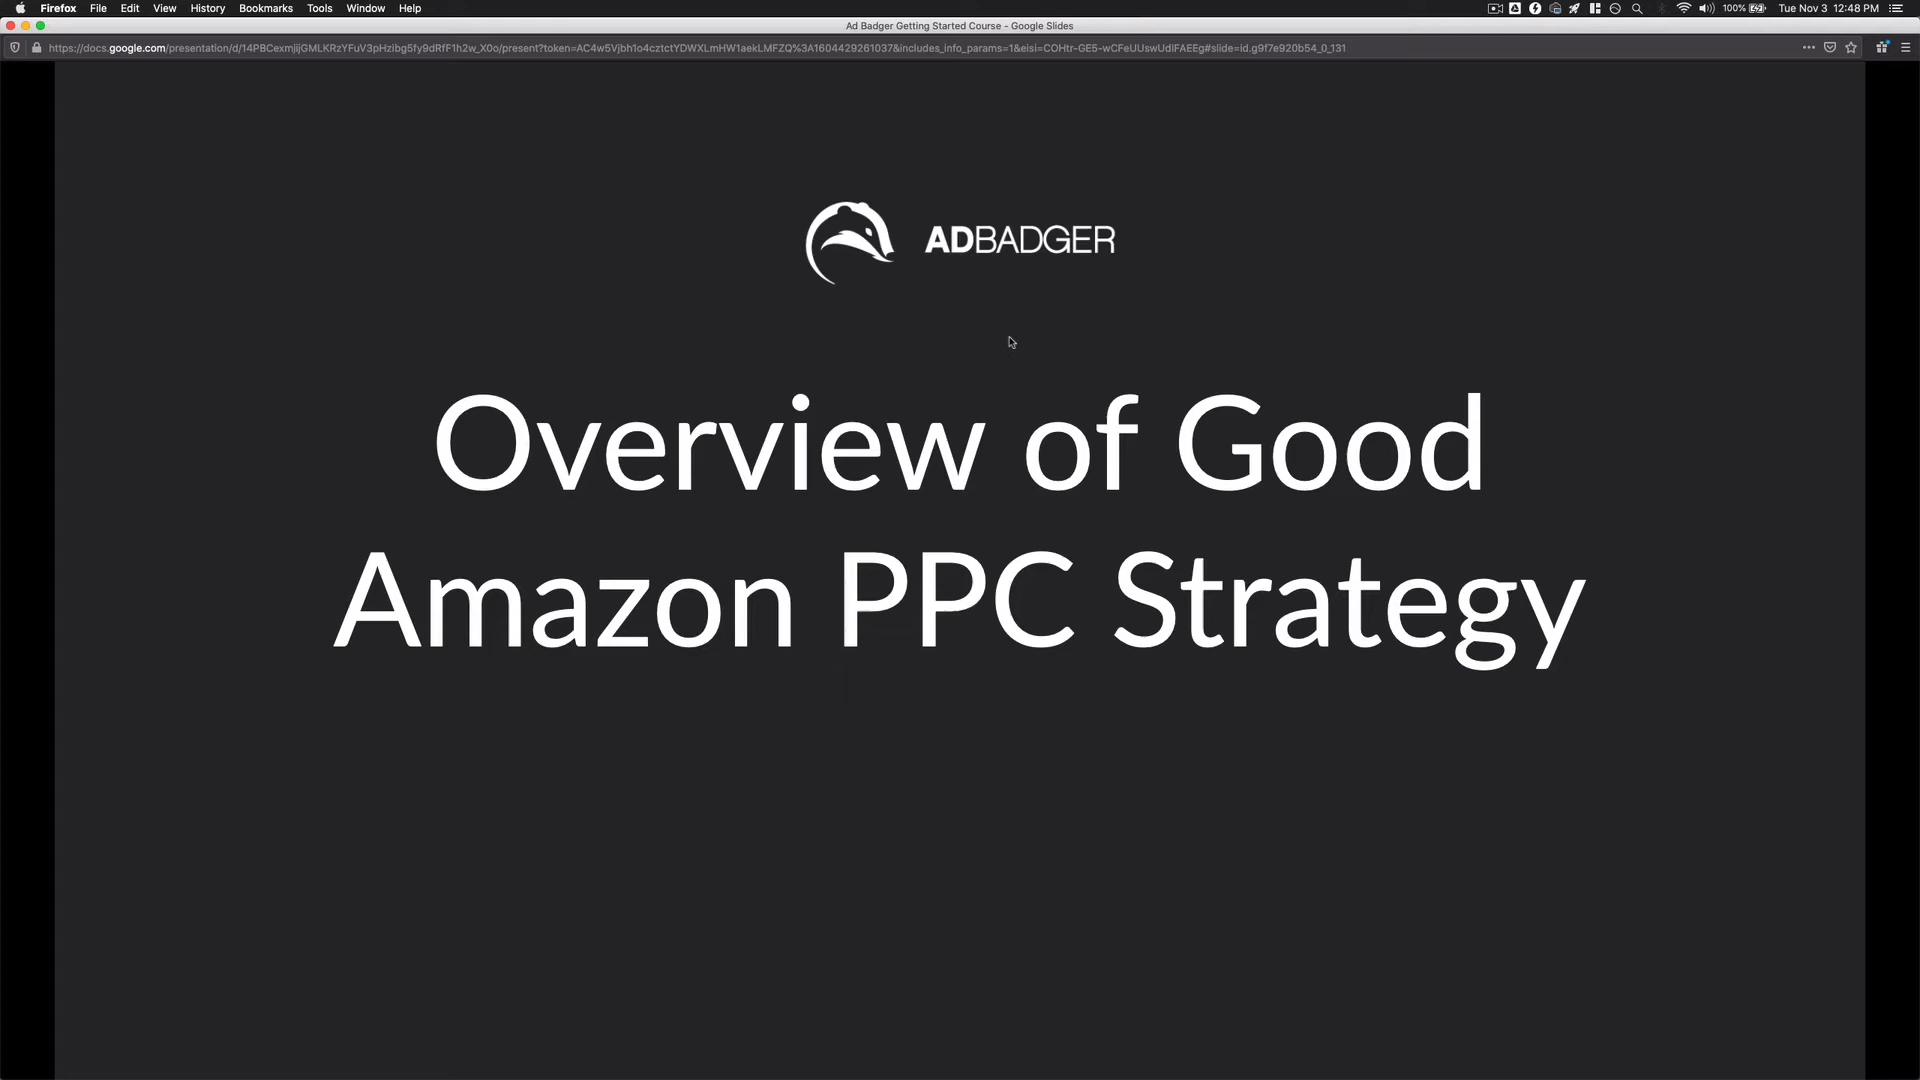 Firefox File Edit View History Bookmarks Tools Window Help 100% Tue Nov 3 12:48 PM
Ad Badger Getting Started Course - Google Slides
ADBADGER
Overview of Good
Amazon PPC Strategy